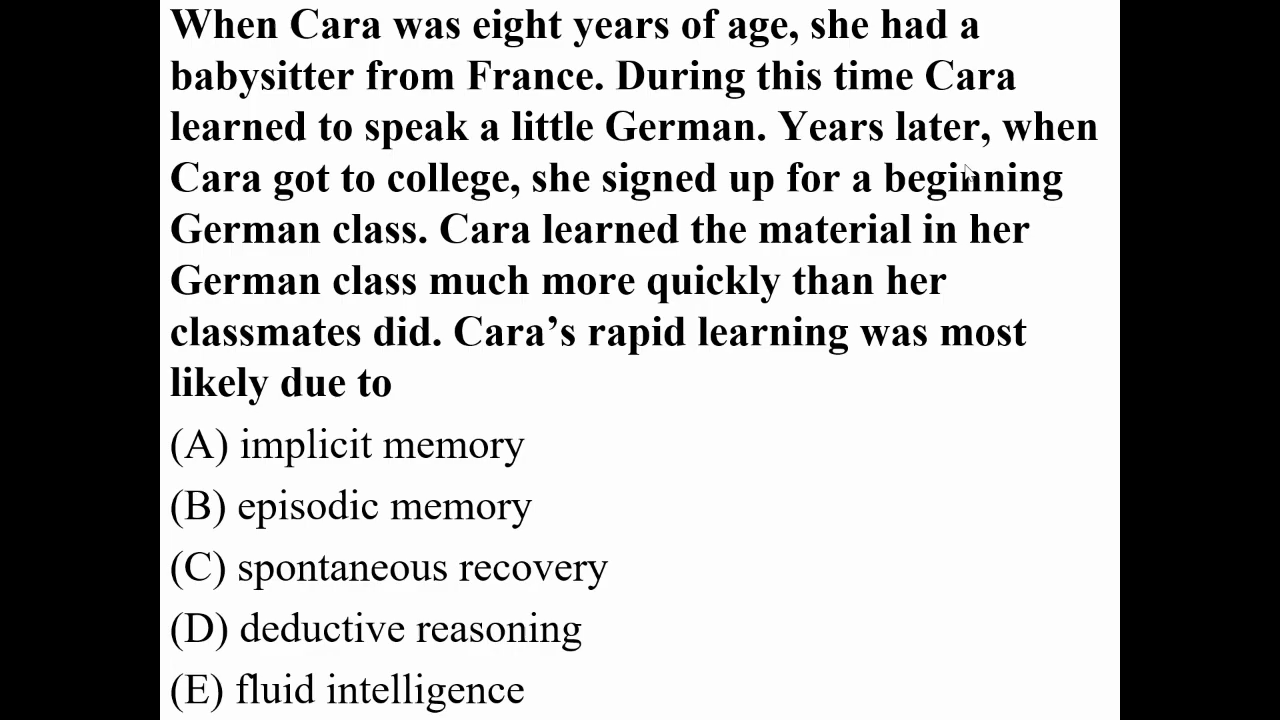 When Cara was eight years of age, she had a
babysitter from France. During this time Cara
learned to speak a little German. Years later, when
Cara got to college, she signed up for a beginning
German class. Cara learned the material in her
German class much more quickly than her
classmates did. Cara’s rapid learning was most
likely due to
(A) implicit memory
(B) episodic memory
(C) spontaneous recovery
(D) deductive reasoning
(E) fluid intelligence